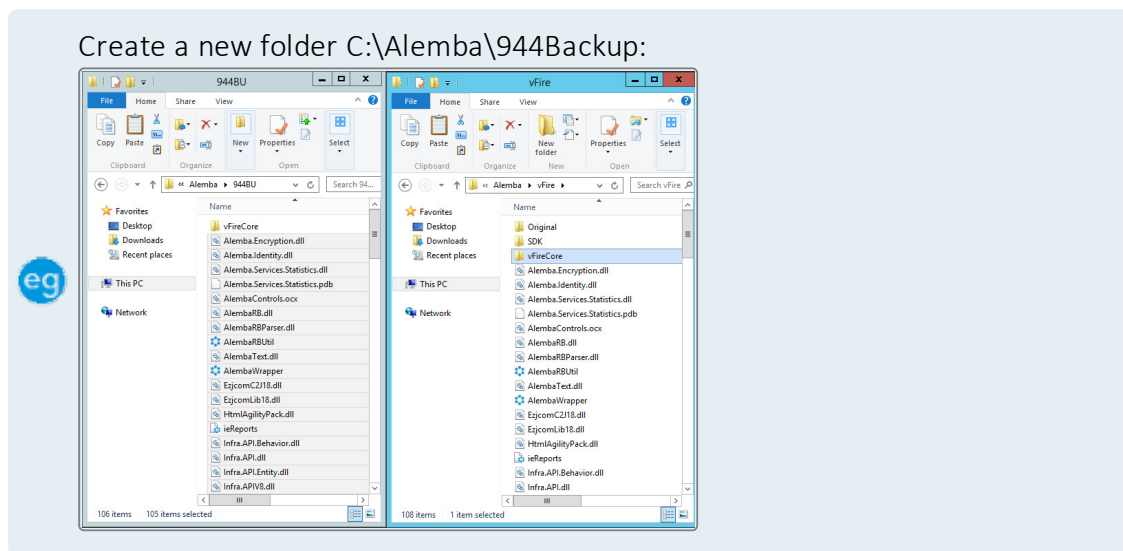 Create a new folder C:\Alemba\944Backup:
944BU
File Home Share View
Copy Paste New Properties Select
Clipboard Organize Open
« Alemba ▸ 944BU Search 94...
Favorites
Desktop
Downloads
Recent places
This PC
Network
Name
vFireCore
Alemba.Encryption.dll
Alemba.Identity.dll
Alemba.Services.Statistics.dll
Alemba.Services.Statistics.pdb
AlembaControls.ocx
AlembaRB.dll
AlembaRBParser.dll
AlembaRBUtil
AlembaText.dll
AlembaWrapper
EzjcomC2J18.dll
EzjcomLib18.dll
HtmlAgilityPack.dll
ieReports
Infra.API.Behavior.dll
Infra.API.dll
Infra.API.Entity.dll
Infra.APIV8.dll
106 items 105 items selected
vFire
File Home Share View
Copy Paste New folder Properties Select
Clipboard Organize New Open
« Alemba ▸ vFire ▸ Search vFire
Favorites
Desktop
Downloads
Recent places
This PC
Network
Name
Original
SDK
vFireCore
Alemba.Encryption.dll
Alemba.Identity.dll
Alemba.Services.Statistics.dll
Alemba.Services.Statistics.pdb
AlembaControls.ocx
AlembaRB.dll
AlembaRBParser.dll
AlembaRBUtil
AlembaText.dll
AlembaWrapper
EzjcomC2J18.dll
EzjcomLib18.dll
HtmlAgilityPack.dll
ieReports
Infra.API.Behavior.dll
Infra.API.dll
108 items 1 item selected
eg